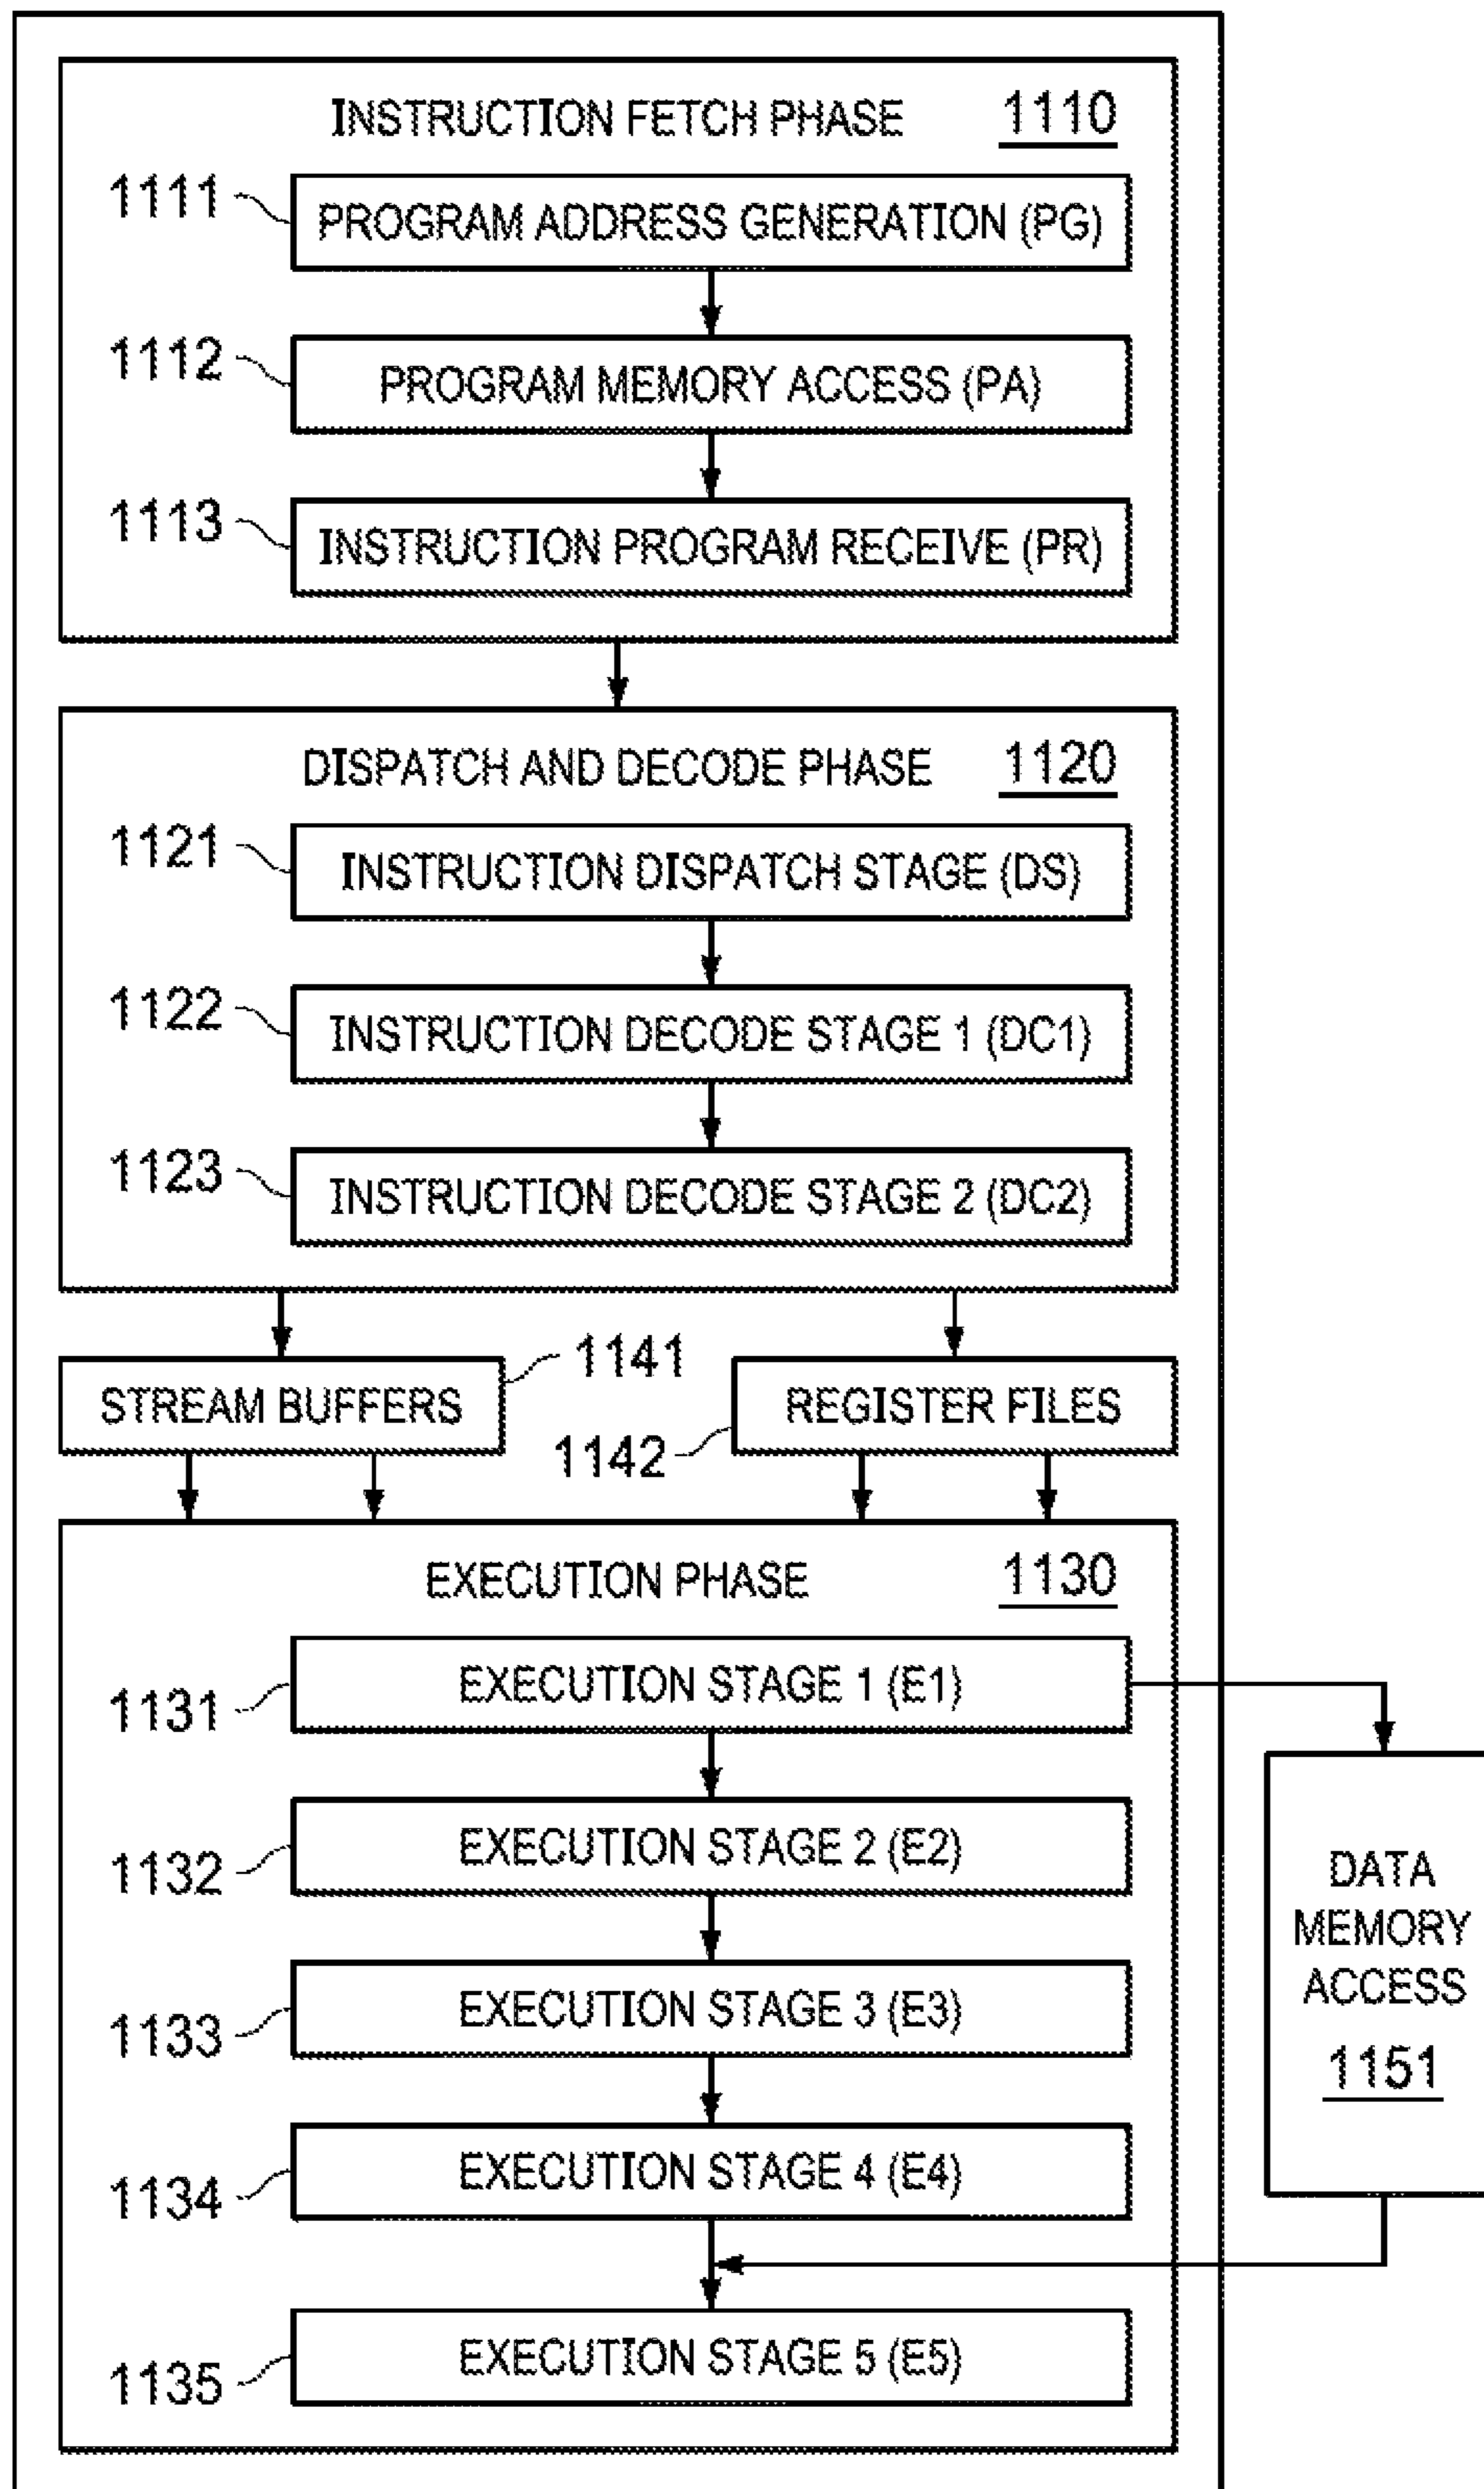 INSTRUCTION FETCH PHASE 1110
1111 PROGRAM ADDRESS GENERATION (PG)
1112 PROGRAM MEMORY ACCESS (PA)
1113 INSTRUCTION PROGRAM RECEIVE (PR)
DISPATCH AND DECODE PHASE 1120
1121 INSTRUCTION DISPATCH STAGE (DS)
1122 INSTRUCTION DECODE STAGE 1 (DC1)
1123 INSTRUCTION DECODE STAGE 2 (DC2)
STREAM BUFFERS 1141
1142 REGISTER FILES
EXECUTION PHASE 1130
1131 EXECUTION STAGE 1 (E1)
1132 EXECUTION STAGE 2 (E2)
1133 EXECUTION STAGE 3 (E3)
1134 EXECUTION STAGE 4 (E4)
1135 EXECUTION STAGE 5 (E5)
DATA
MEMORY
ACCESS
1151